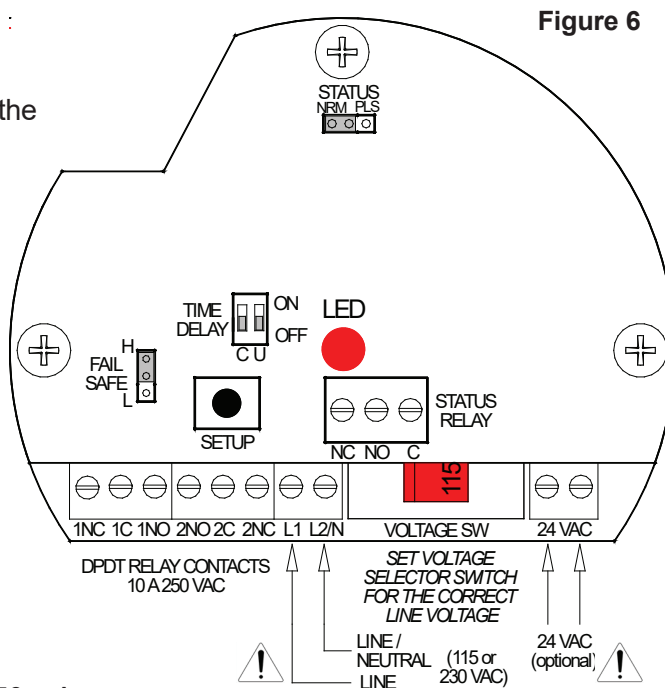 :
Figure 6
the
STATUS
NRM PLS
TIME DELAY
ON
OFF
C U
LED
H
FAIL SAFE
L
SETUP
STATUS RELAY
NC NO C
115
1NC 1C 1NO 2NO 2C 2NC L1 L2/N VOLTAGE SW 24 VAC
DPDT RELAY CONTACTS
10 A 250 VAC
SET VOLTAGE
SELECTOR SWITCH
FOR THE CORRECT
LINE VOLTAGE
LINE /
NEUTRAL
LINE
(115 or
230 VAC)
24 VAC
(optional)